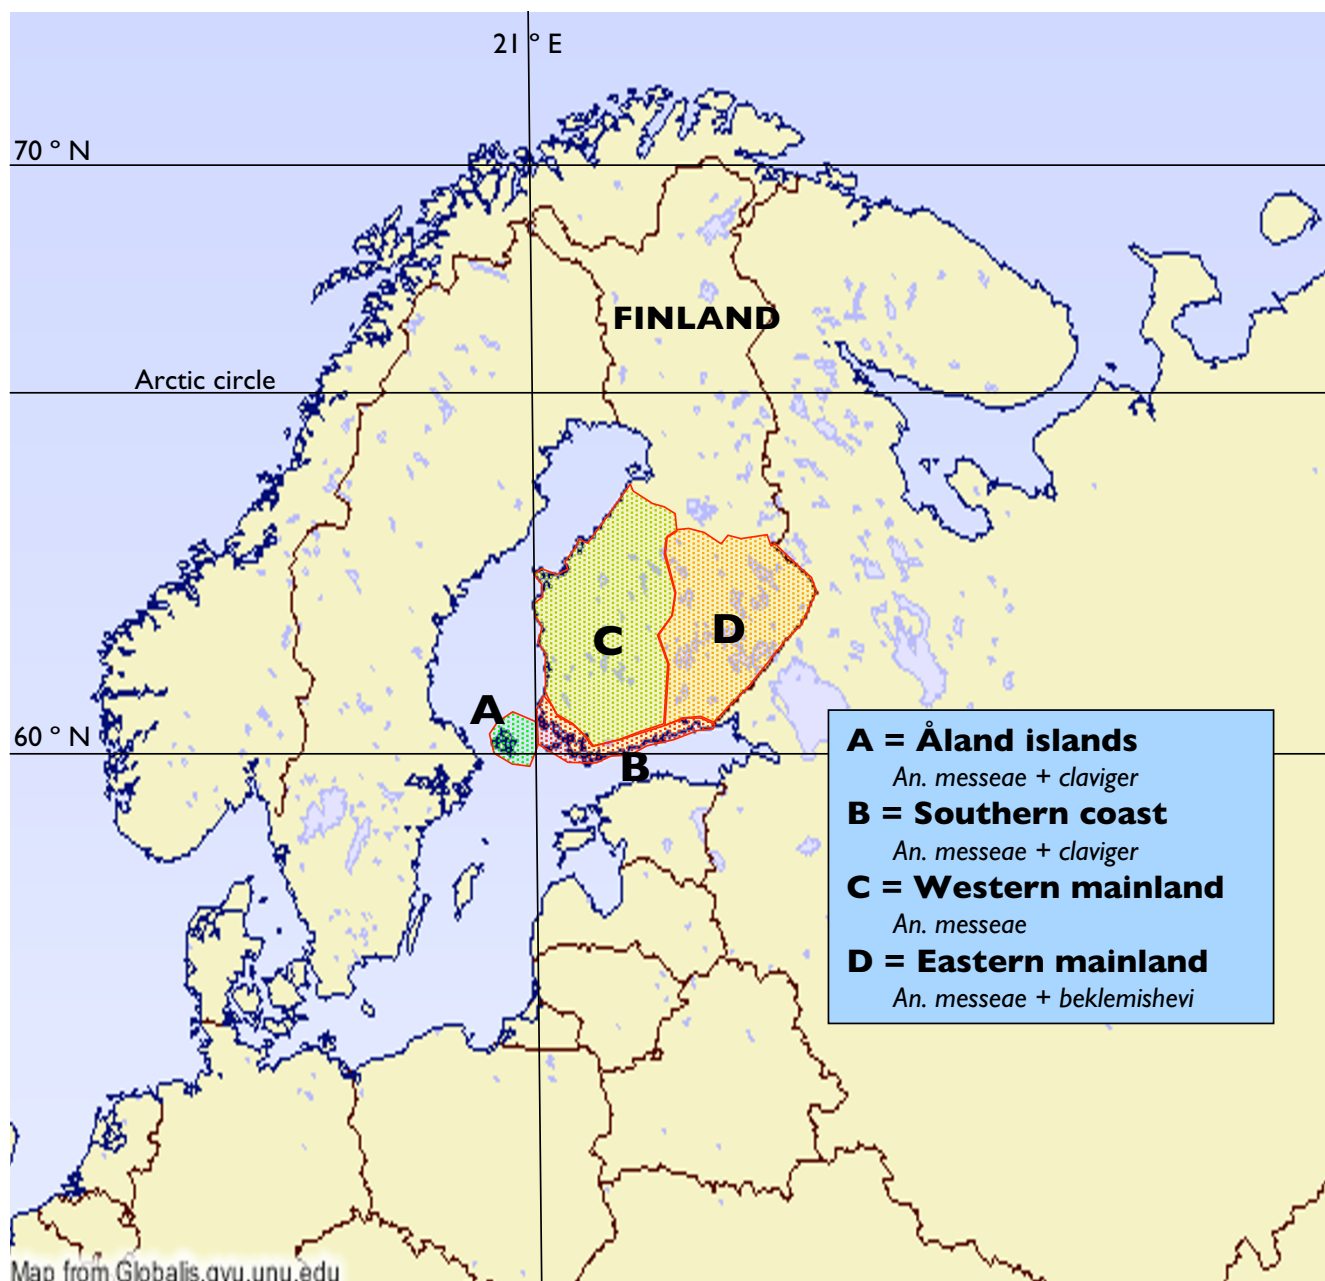 21 º E
70 º N
FINLAND
Arctic circle
A
C
D
B
60 º N
A = Åland islands
An. messeae + claviger
B = Southern coast
An. messeae + claviger
C = Western mainland
An. messeae
D = Eastern mainland
An. messeae + beklemishevi
Map from Globalis.gvu.unu.edu